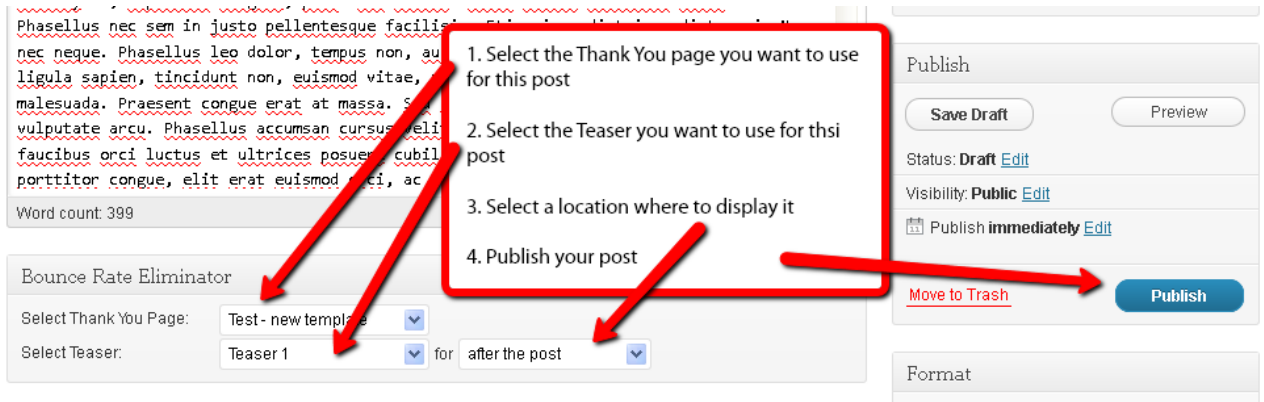 Phasellus nec sem in justo pellentesque facilisi
nec neque. Phasellus leo dolor, tempus non, au
ligula sapien, tincidunt non, euismod vitae,
malesuada. Praesent congue erat at massa.
vulputate arcu. Phasellus accumsan cursus velit
faucibus orci luctus et ultrices posuere cubil
porttitor congue, elit erat euismod orci, ac
Word count: 399
1. Select the Thank You page you want to use
for this post
2. Select the Teaser you want to use for thsi
post
3. Select a location where to display it
4. Publish your post
Bounce Rate Eliminator
Select Thank You Page: Test - new template
Select Teaser: Teaser 1 for after the post
Publish
Save Draft Preview
Status: Draft Edit
Visibility: Public Edit
11 Publish immediately Edit
Move to Trash Publish
Format